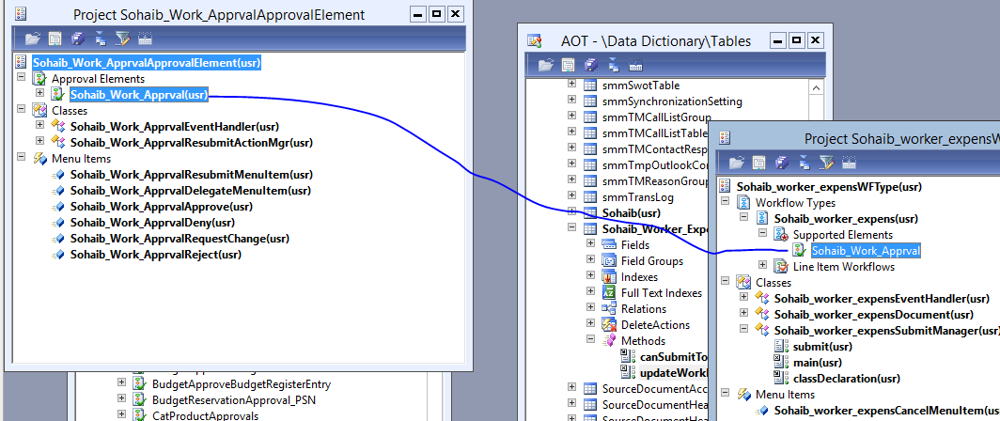 Project Sohaib_Work_ApprvalApprovalElement
Sohaib_Work_ApprvalApprovalElement(usr)
Approval Elements
Sohaib_Work_Apprval(usr)
Classes
Sohaib_Work_ApprvalEventHandler(usr)
Sohaib_Work_ApprvalResubmitActionMgr(usr)
Menu Items
Sohaib_Work_ApprvalResubmitMenuItem(usr)
Sohaib_Work_ApprvalDelegateMenuItem(usr)
Sohaib_Work_ApprvalApprove(usr)
Sohaib_Work_ApprvalDeny(usr)
Sohaib_Work_ApprvalRequestChange(usr)
Sohaib_Work_ApprvalReject(usr)
BudgetApproveBudgetRegisterEntry
BudgetReservationApproval_PSN
CatProductApprovals
AOT - \Data Dictionary\Tables
smmSwotTable
smmSynchronizationSetting
smmTMCallListGroup
smmTMCallListTable
smmTMContactResp
smmTmpOutlookCor
smmTMReasonGroup
smmTransLog
Sohaib(usr)
Sohaib_Worker_Expe
Fields
Field Groups
Indexes
Full Text Indexes
Relations
DeleteActions
Methods
canSubmitTo
updateWorkl
SourceDocumentAcc
SourceDocumentHea
SourceDocumentHea
Project Sohaib_worker_expensW
Sohaib_worker_expensWFType(usr)
Workflow Types
Sohaib_worker_expens(usr)
Supported Elements
Sohaib_Work_Apprval
Line Item Workflows
Classes
Sohaib_worker_expensEventHandler(usr)
Sohaib_worker_expensDocument(usr)
Sohaib_worker_expensSubmitManager(usr)
submit(usr)
main(usr)
classDeclaration(usr)
Menu Items
Sohaib_worker_expensCancelMenuItem(us